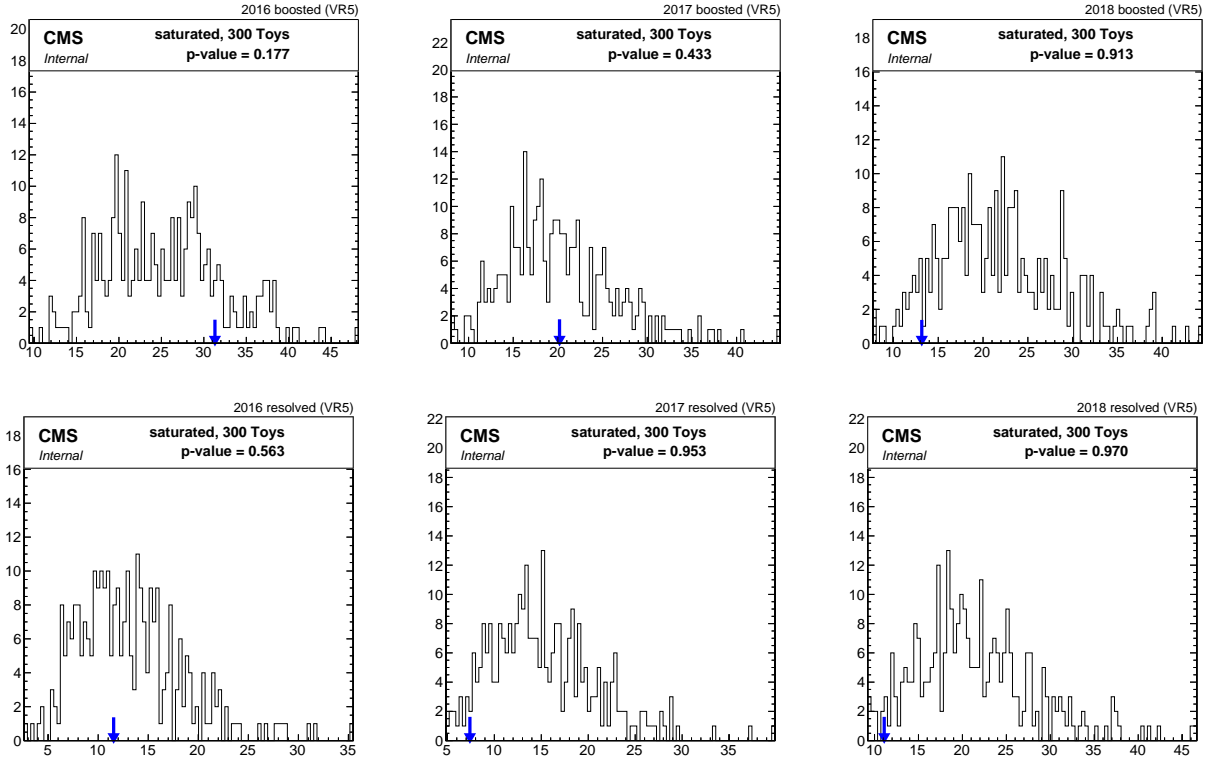 2016 boosted (VR5)
CMS saturated, 300 Toys
Internal p-value = 0.177
20
18
16
14
12
10
8
6
4
2
0
10 15 20 25 30 35 40 45
2017 boosted (VR5)
CMS saturated, 300 Toys
Internal p-value = 0.433
22
20
18
16
14
12
10
8
6
4
2
0
10 15 20 25 30 35 40
2018 boosted (VR5)
CMS saturated, 300 Toys
Internal p-value = 0.913
18
16
14
12
10
8
6
4
2
0
10 15 20 25 30 35 40
2016 resolved (VR5)
CMS saturated, 300 Toys
Internal p-value = 0.563
18
16
14
12
10
8
6
4
2
0
5 10 15 20 25 30 35
2017 resolved (VR5)
CMS saturated, 300 Toys
Internal p-value = 0.953
22
20
18
16
14
12
10
8
6
4
2
0
5 10 15 20 25 30 35
2018 resolved (VR5)
CMS saturated, 300 Toys
Internal p-value = 0.970
22
20
18
16
14
12
10
8
6
4
2
0
10 15 20 25 30 35 40 45